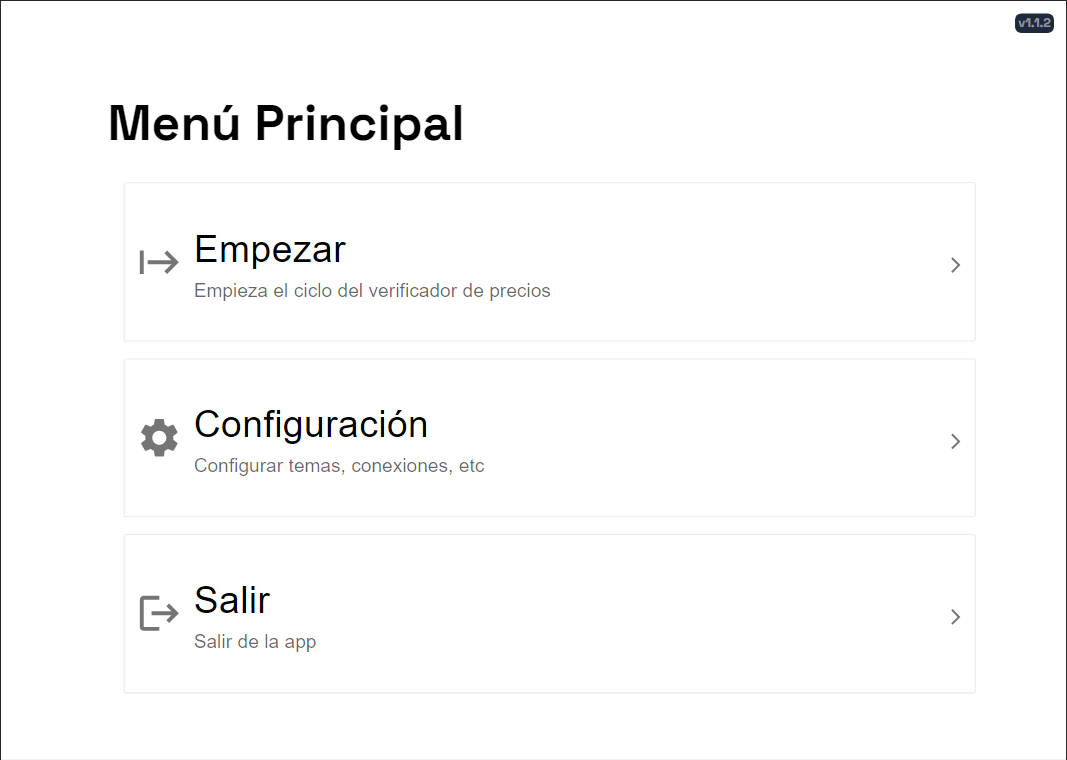 v1.1.2
Menú Principal
Empezar
Empieza el ciclo del verificador de precios
Configuración
Configurar temas, conexiones, etc
Salir
Salir de la app